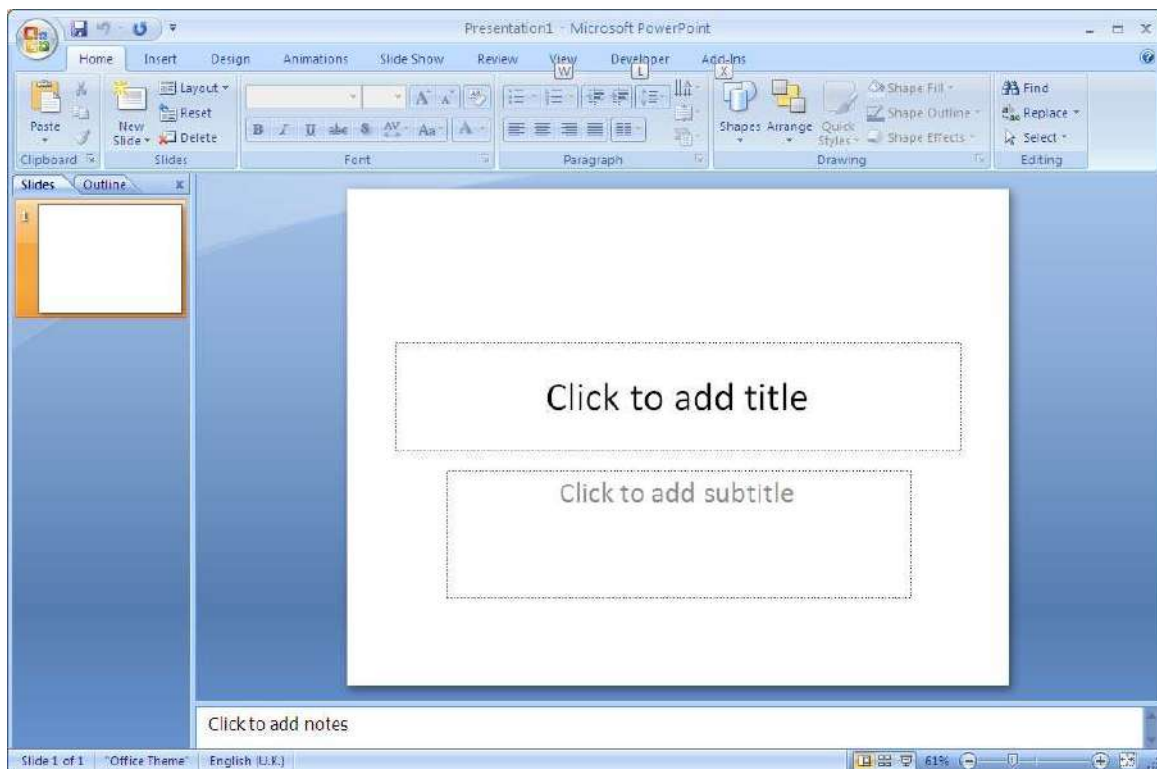 Presentation1 - Microsoft PowerPoint
Home Insert Design Animations Slide Show Review View Developer Add-Ins
W L X
Paste
New Slide
Layout
Reset
Delete
B I U abe S AV Aa A
A A
Shapes Arrange Quick Styles
Shape Fill
Shape Outline
Shape Effects
Find
Replace
Select
Clipboard Slides Font Paragraph Drawing Editing
Slides Outline x
1
Click to add title
Click to add subtitle
Click to add notes
Slide 1 of 1 "Office Theme" English (U.K.) 61%